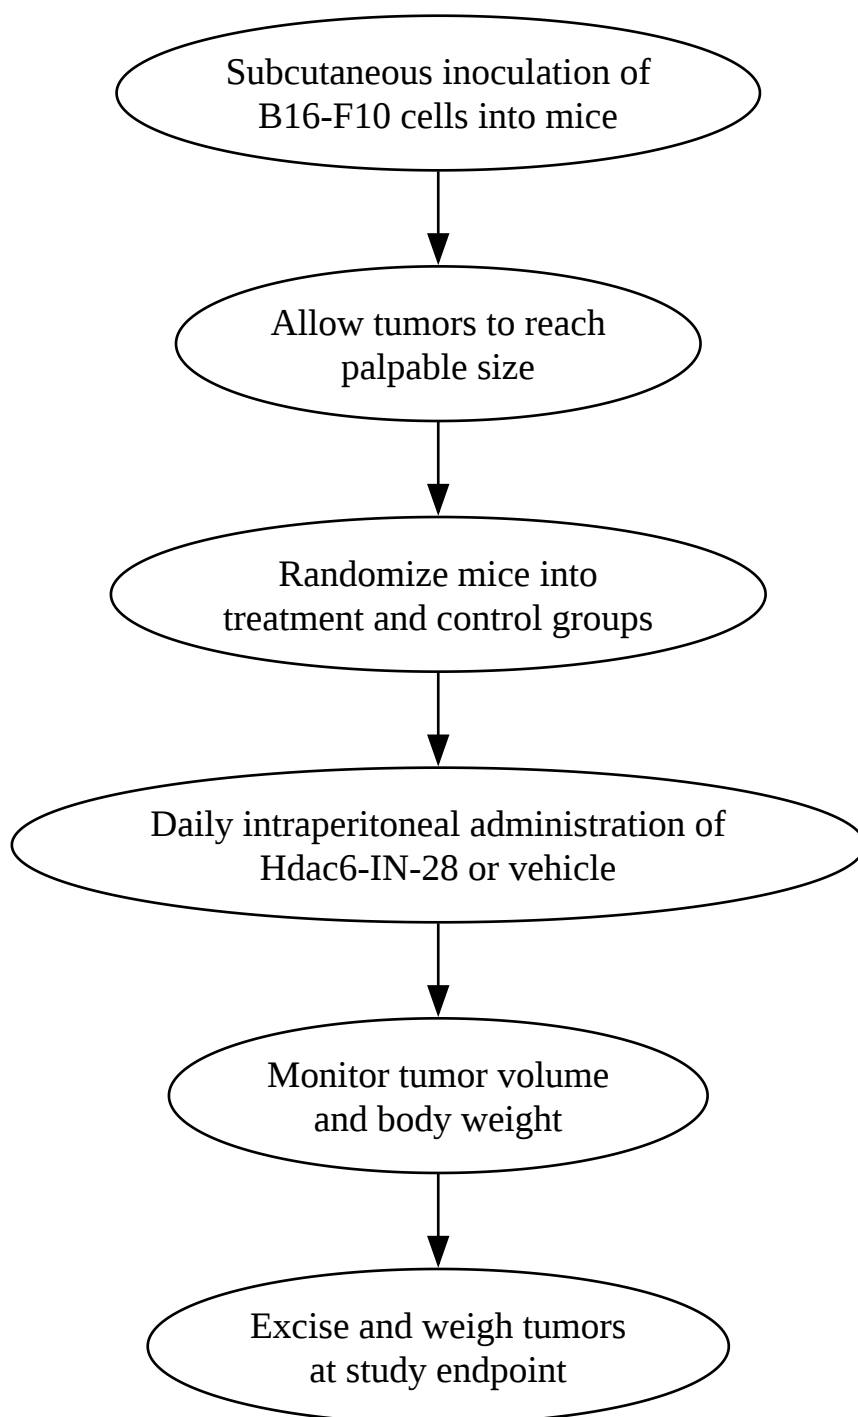 Subcutaneous inoculation of
B16-F10 cells into mice
Allow tumors to reach
palpable size
Randomize mice into
treatment and control groups
Daily intraperitoneal administration of
Hdac6-IN-28 or vehicle
Monitor tumor volume
and body weight
Excise and weigh tumors
at study endpoint